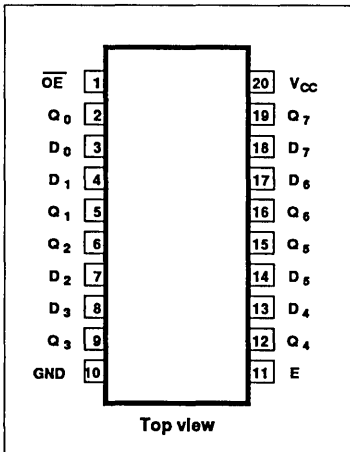 OE 1 20 VCC
Q0 2 19 Q7
D0 3 18 D7
D1 4 17 D6
Q1 5 16 Q6
Q2 6 15 Q5
D2 7 14 D5
D3 8 13 D4
Q3 9 12 Q4
GND 10 11 E
Top view